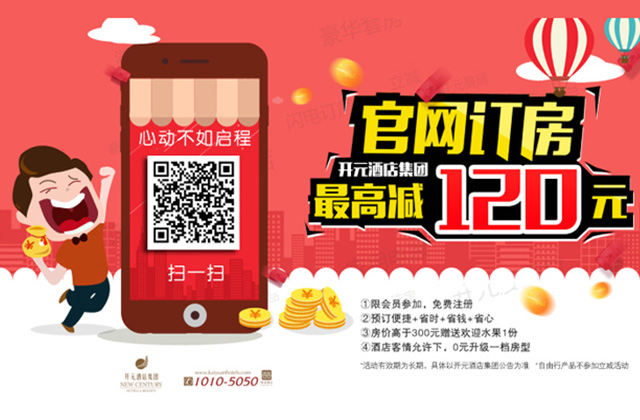 心动不如启程
扫一扫
官网订房
开元酒店集团
最高减120元
①限会员参加，免费注册
②预订便捷+省时+省钱+省心
③房价高于300元赠送欢迎水果1份
④酒店客情允许下，0元升级一档房型
*活动有效期为长期，具体以开元酒店集团公告为准 *自由行产品不参加立减活动
开元酒店集团
NEW CENTURY
HOTELS & RESORTS
www.kaiyuanhotels.com
1010-5050